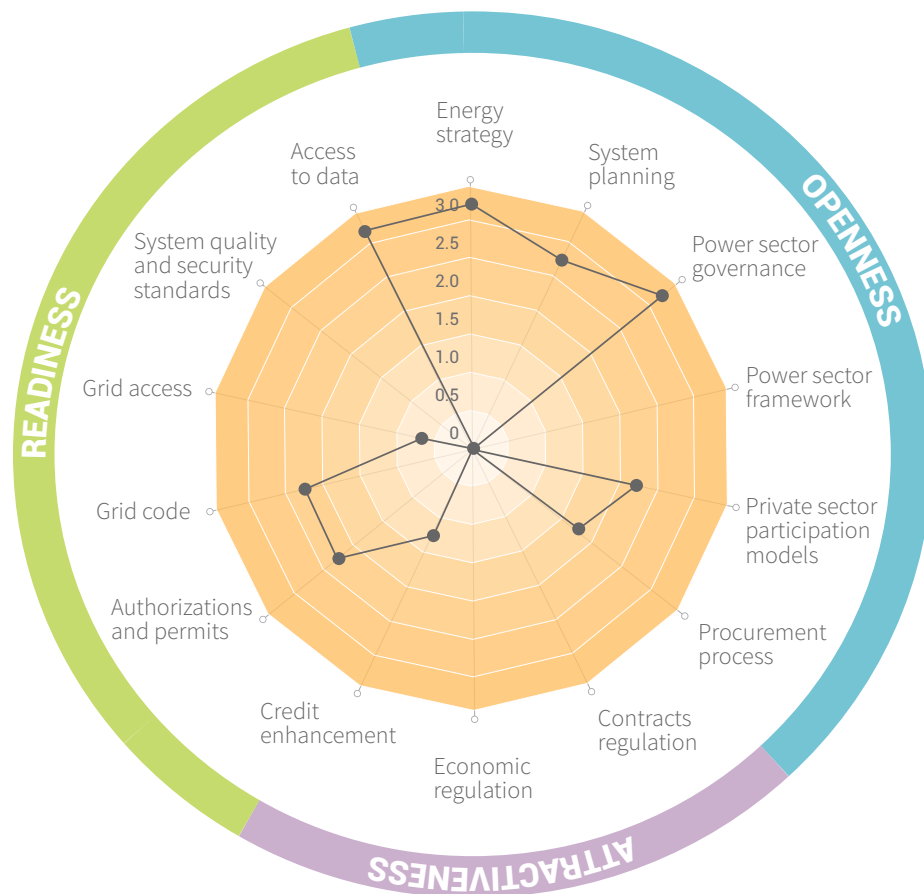 Energy
strategy
System
planning
Power sector
governance
Power sector
framework
Private sector
participation
models
Procurement
process
Contracts
regulation
Economic
regulation
Credit
enhancement
Authorizations
and permits
Grid code
Grid access
System quality
and security
standards
Access
to data
3.0
2.5
2.0
1.5
1.0
0.5
0
OPENNESS
ATTRACTIVENESS
READINESS